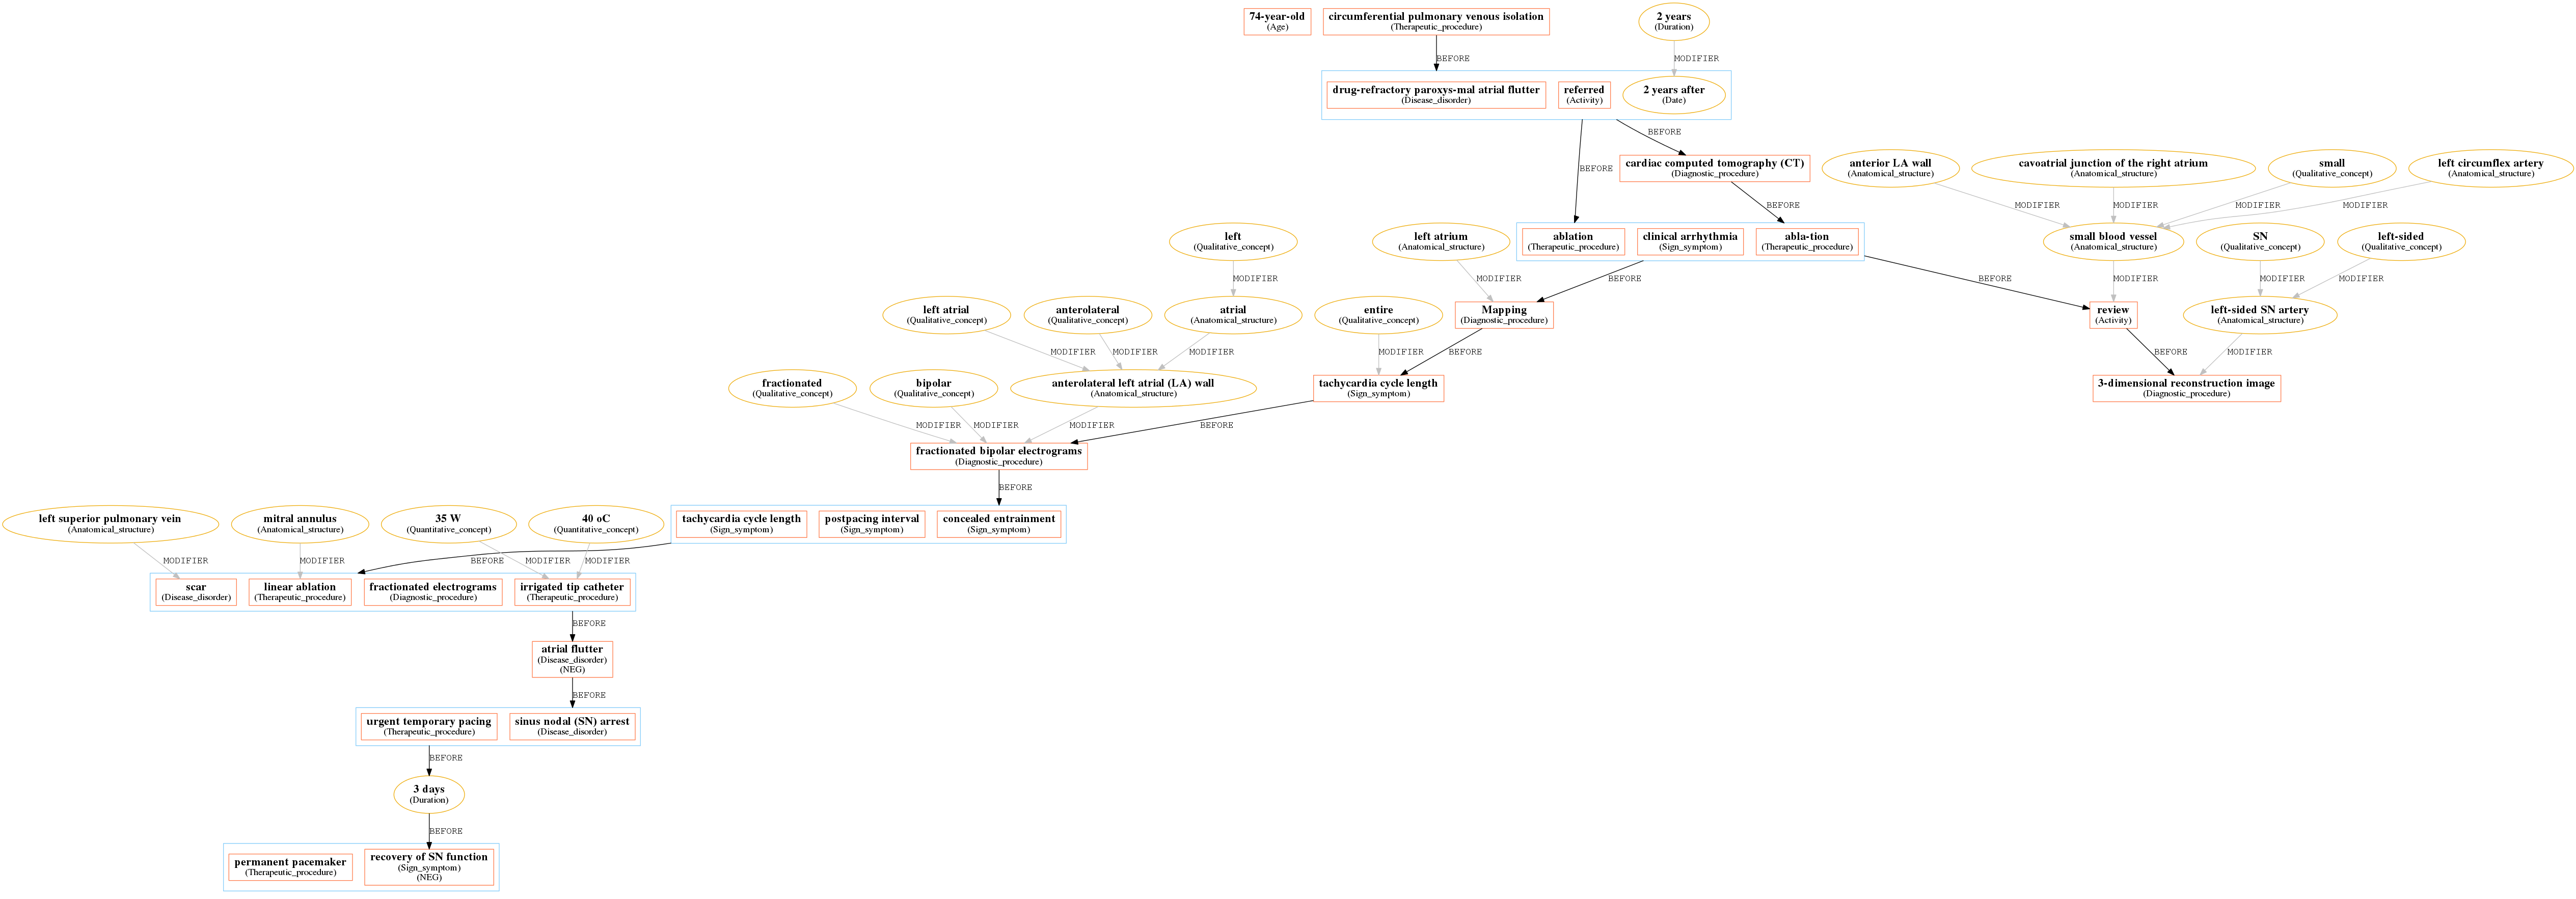 74-year-old
(Age)
circumferential pulmonary venous isolation
(Therapeutic_procedure)
2 years
(Duration)
BEFORE
MODIFIER
drug-refractory paroxys-mal atrial flutter
(Disease_disorder)
referred
(Activity)
2 years after
(Date)
BEFORE
BEFORE
cardiac computed tomography (CT)
(Diagnostic_procedure)
anterior LA wall
(Anatomical_structure)
cavoatrial junction of the right atrium
(Anatomical_structure)
small
(Qualitative_concept)
left circumflex artery
(Anatomical_structure)
BEFORE
MODIFIER
MODIFIER
MODIFIER
MODIFIER
left
(Qualitative_concept)
left atrium
(Anatomical_structure)
ablation
(Therapeutic_procedure)
clinical arrhythmia
(Sign_symptom)
abla-tion
(Therapeutic_procedure)
small blood vessel
(Anatomical_structure)
SN
(Qualitative_concept)
left-sided
(Qualitative_concept)
MODIFIER
MODIFIER
BEFORE
BEFORE
MODIFIER
MODIFIER
MODIFIER
left atrial
(Qualitative_concept)
anterolateral
(Qualitative_concept)
atrial
(Anatomical_structure)
entire
(Qualitative_concept)
Mapping
(Diagnostic_procedure)
review
(Activity)
left-sided SN artery
(Anatomical_structure)
MODIFIER
MODIFIER
MODIFIER
MODIFIER
BEFORE
BEFORE
MODIFIER
fractionated
(Qualitative_concept)
bipolar
(Qualitative_concept)
anterolateral left atrial (LA) wall
(Anatomical_structure)
tachycardia cycle length
(Sign_symptom)
3-dimensional reconstruction image
(Diagnostic_procedure)
MODIFIER
MODIFIER
MODIFIER
BEFORE
fractionated bipolar electrograms
(Diagnostic_procedure)
BEFORE
left superior pulmonary vein
(Anatomical_structure)
mitral annulus
(Anatomical_structure)
35 W
(Quantitative_concept)
40 oC
(Quantitative_concept)
tachycardia cycle length
(Sign_symptom)
postpacing interval
(Sign_symptom)
concealed entrainment
(Sign_symptom)
MODIFIER
MODIFIER
BEFORE
MODIFIER
MODIFIER
scar
(Disease_disorder)
linear ablation
(Therapeutic_procedure)
fractionated electrograms
(Diagnostic_procedure)
irrigated tip catheter
(Therapeutic_procedure)
BEFORE
atrial flutter
(Disease_disorder)
(NEG)
BEFORE
urgent temporary pacing
(Therapeutic_procedure)
sinus nodal (SN) arrest
(Disease_disorder)
BEFORE
3 days
(Duration)
BEFORE
permanent pacemaker
(Therapeutic_procedure)
recovery of SN function
(Sign_symptom)
(NEG)